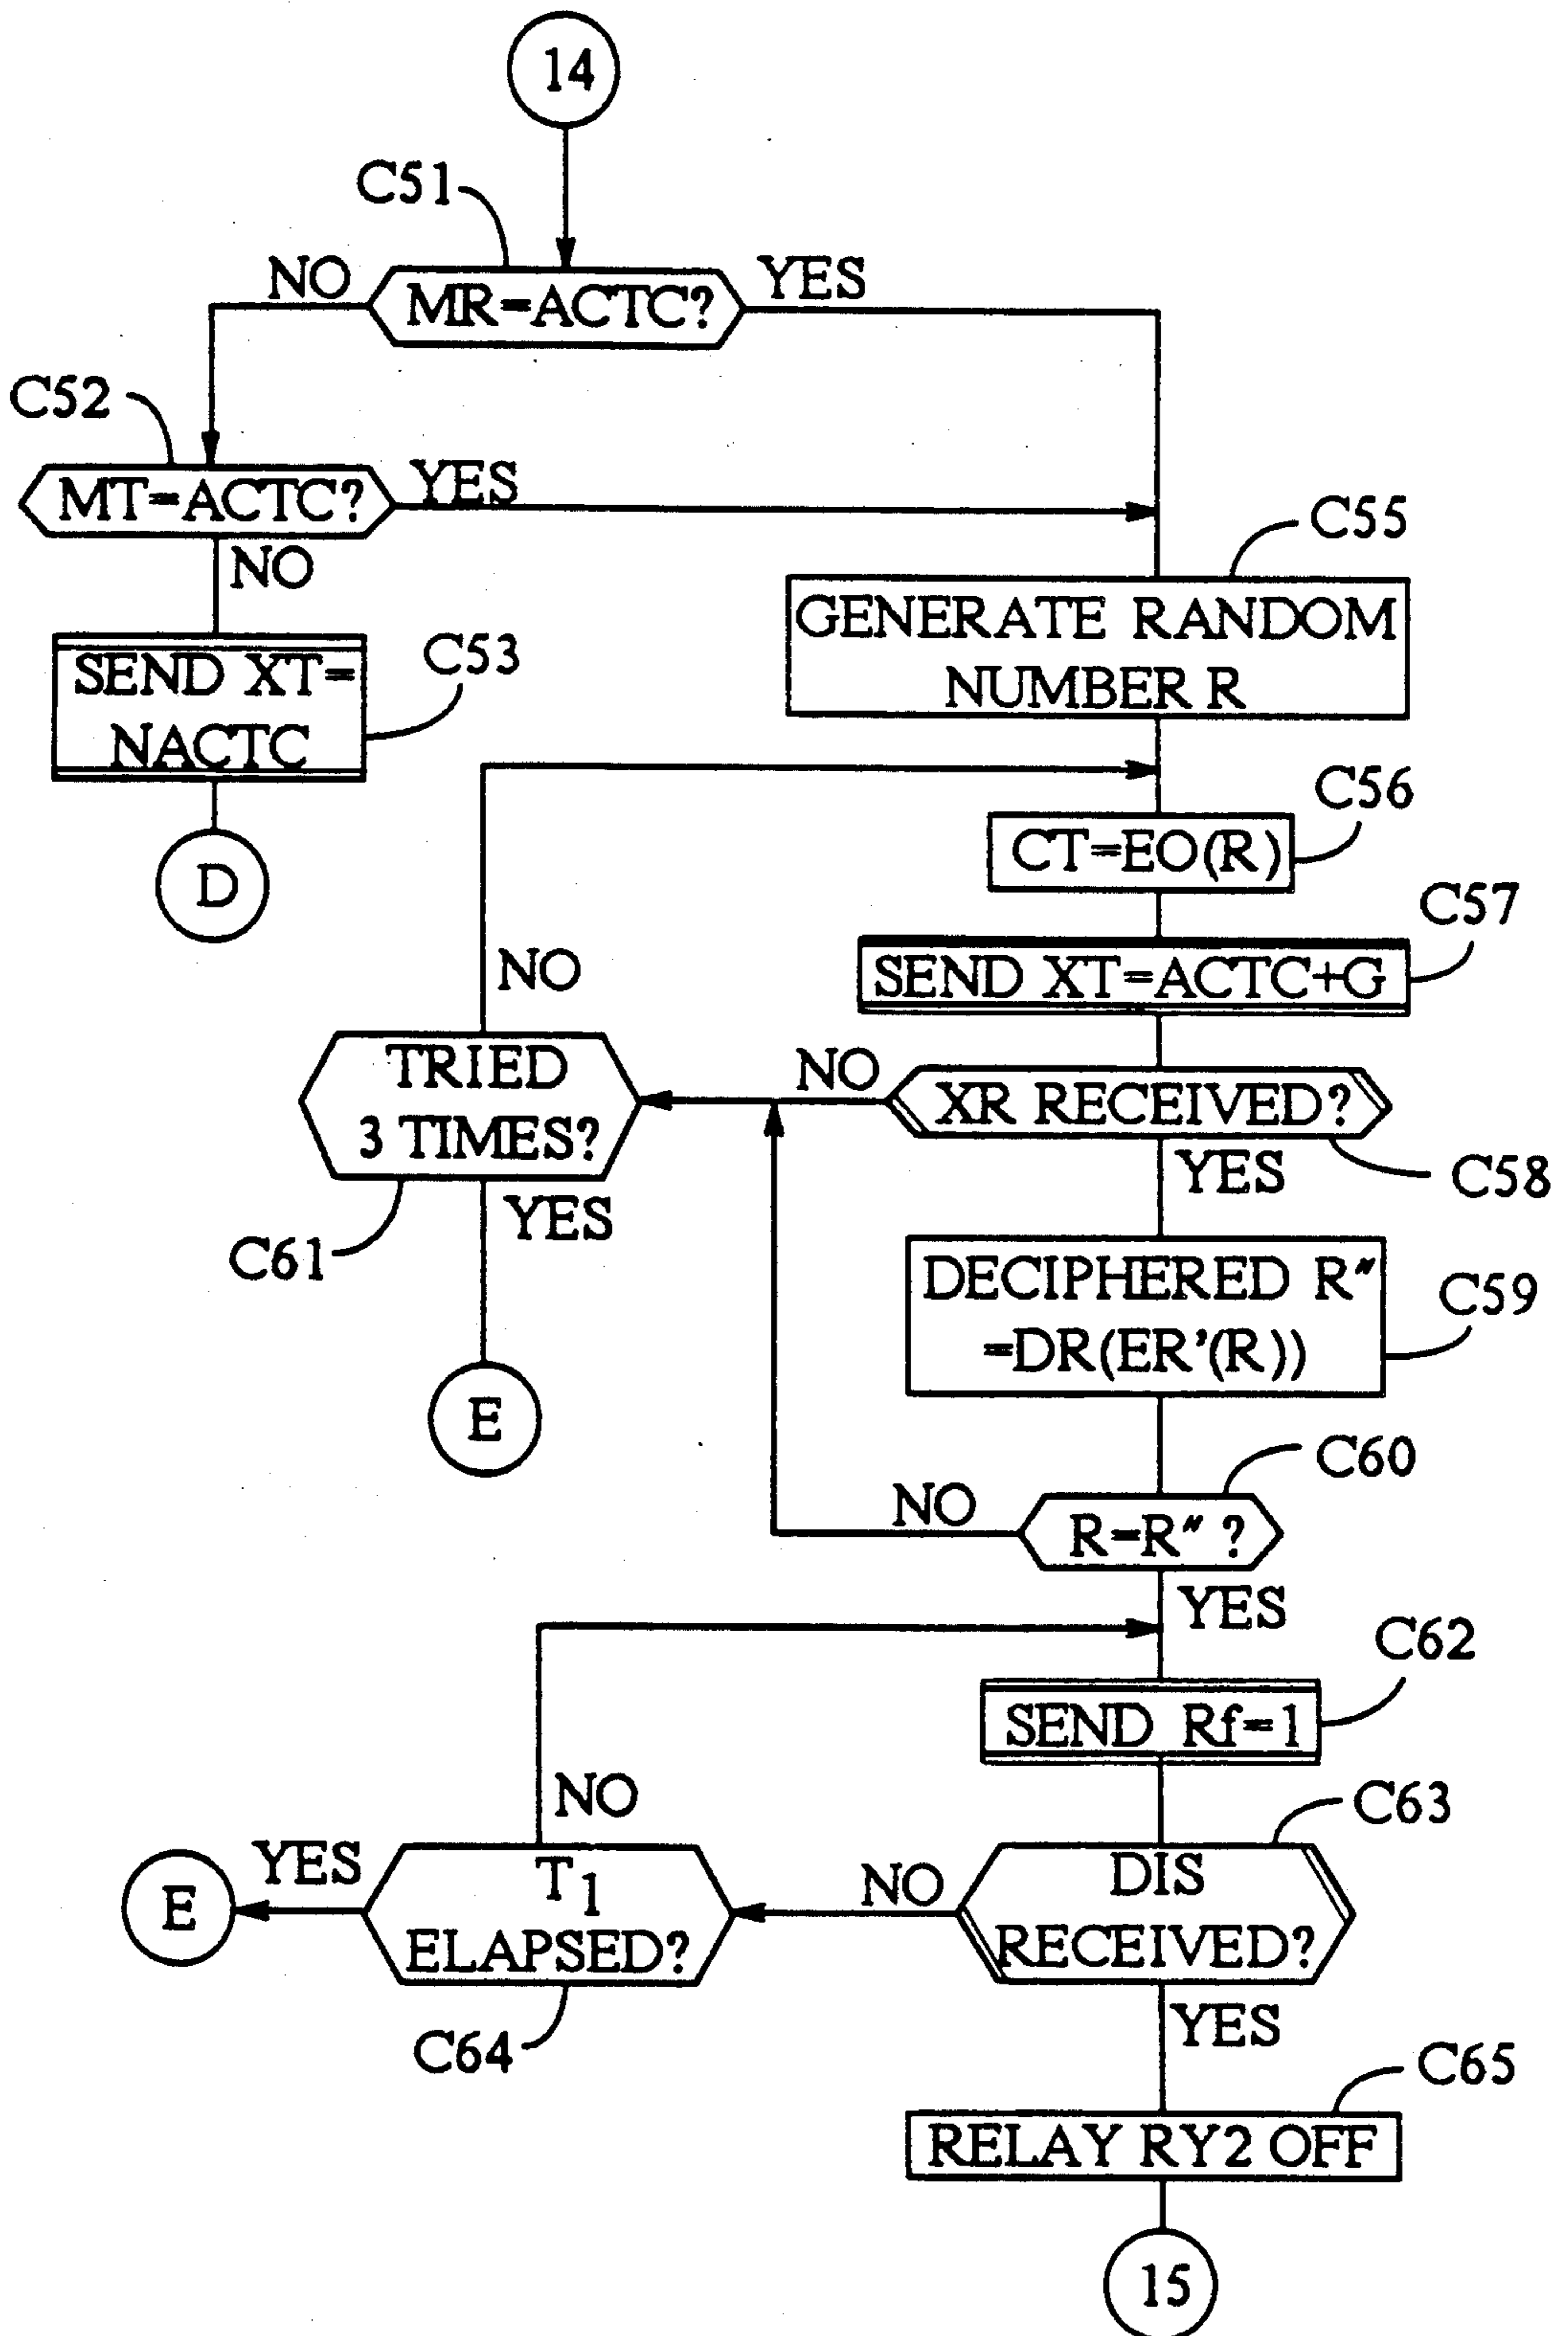 14
C51
NO
MR=ACTC?
YES
C52
MT=ACTC?
YES
NO
C55
GENERATE RANDOM
NUMBER R
SEND XT=
NACTC
C53
D
C56
CT=EO(R)
C57
SEND XT=ACTC+G
NO
TRIED
3 TIMES?
NO
XR RECEIVED?
YES
C58
YES
C61
DECIPHERED R″
=DR(ER'(R))
C59
E
C60
NO
R=R″ ?
YES
C62
SEND Rf=1
NO
C63
E
YES
T1
ELAPSED?
NO
DIS
RECEIVED?
YES
C64
C65
RELAY RY2 OFF
15